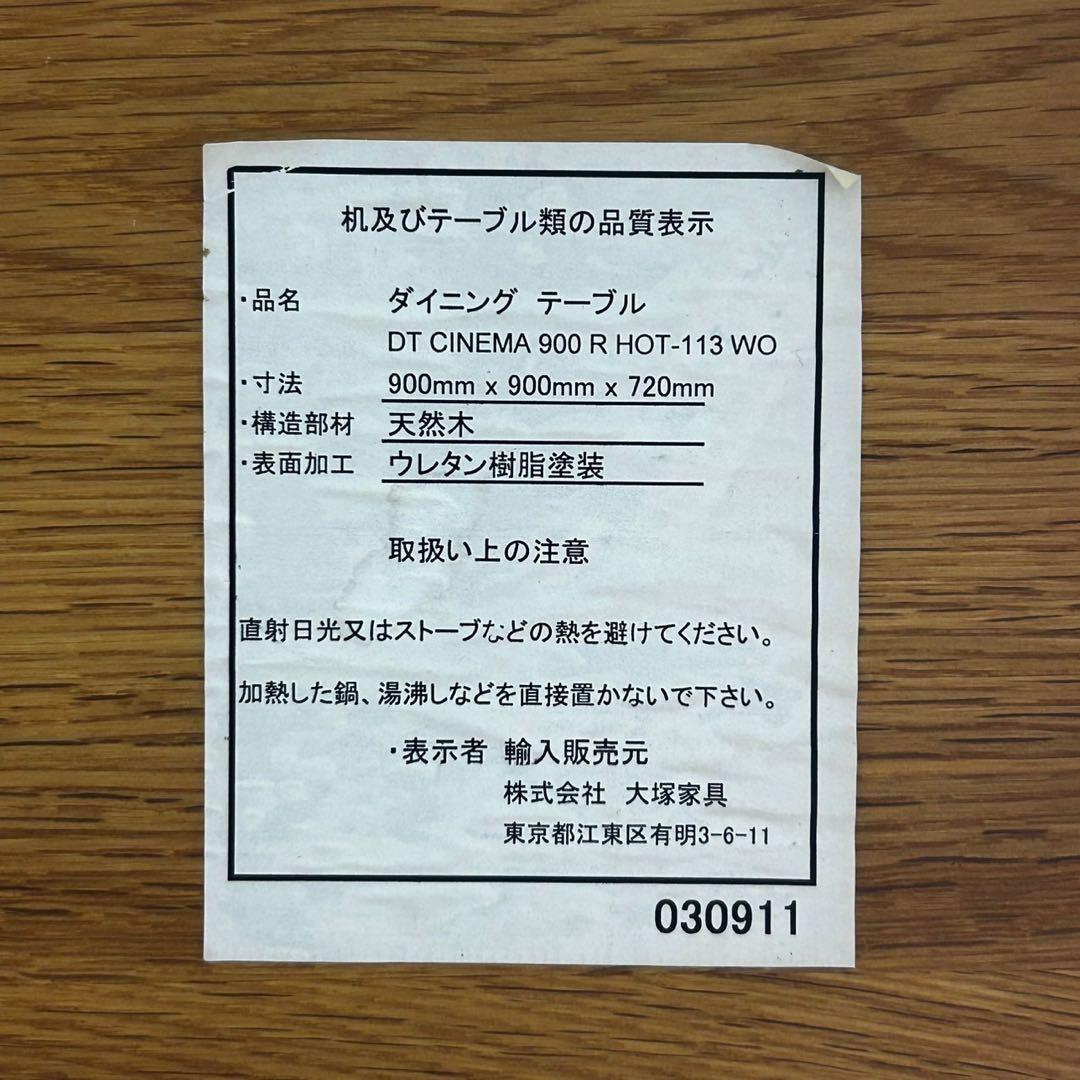 机及びテーブル類の品質表示
・品名 ダイニング テーブル
DT CINEMA 900 R HOT-113 WO
・寸法 900mm x 900mm x 720mm
・構造部材 天然木
・表面加工 ウレタン樹脂塗装
取扱い上の注意
直射日光又はストーブなどの熱を避けてください。
加熱した鍋、湯沸しなどを直接置かないで下さい。
・表示者 輸入販売元
株式会社 大塚家具
東京都江東区有明3-6-11
030911